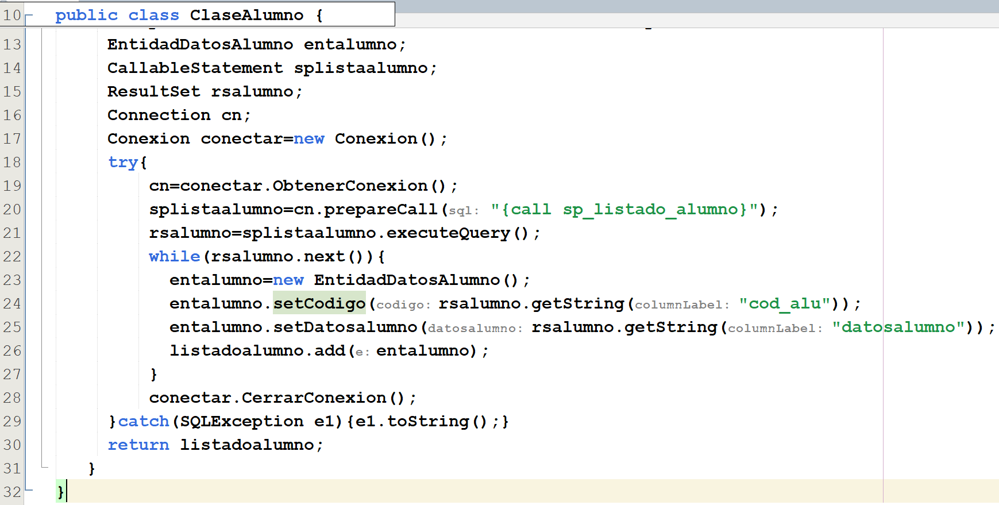 10 public class ClaseAlumno {
13 EntidadDatosAlumno entalumno;
14 CallableStatement splistaalumno;
15 ResultSet rsalumno;
16 Connection cn;
17 Conexion conectar=new Conexion();
18 try{
19 cn=conectar.ObtenerConexion();
20 splistaalumno=cn.prepareCall(sql: "{call sp_listado_alumno}");
21 rsalumno=splistaalumno.executeQuery();
22 while(rsalumno.next()){
23 entalumno=new EntidadDatosAlumno();
24 entalumno.setCodigo(codigo: rsalumno.getString(columnLabel: "cod_alu"));
25 entalumno.setDatosalumno(datosalumno: rsalumno.getString(columnLabel: "datosalumno"));
26 listadoalumno.add(e: entalumno);
27 }
28 conectar.CerrarConexion();
29 }catch(SQLException e1){e1.toString();}
30 return listadoalumno;
31 }
32 }